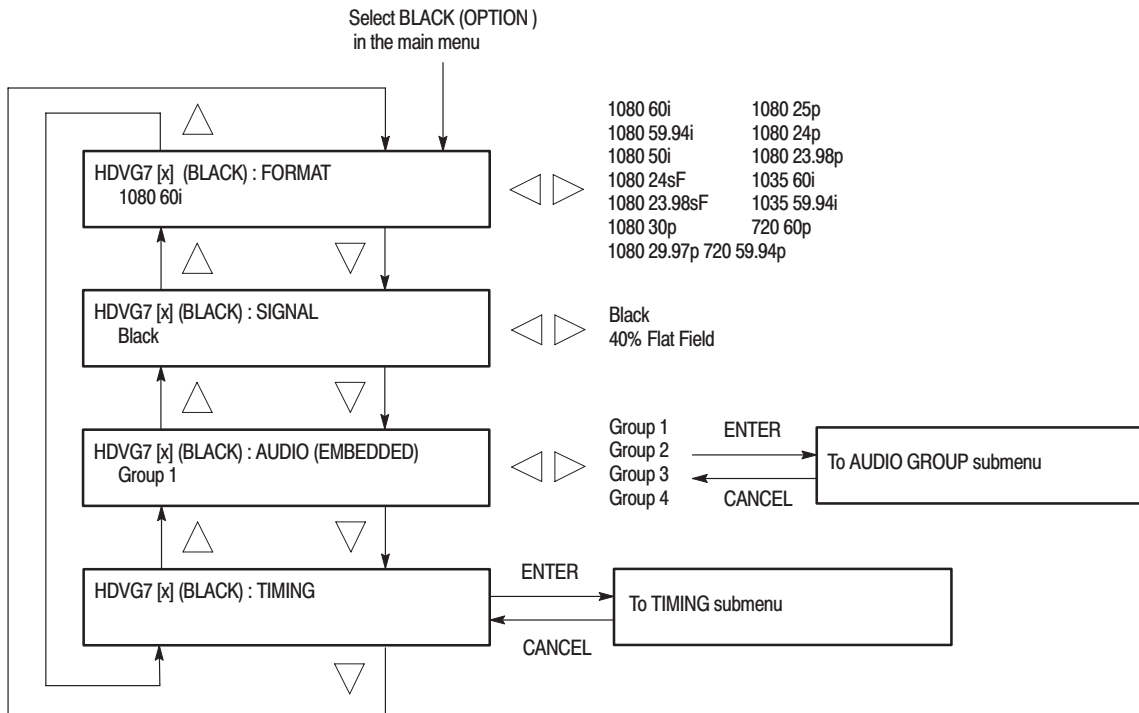 Select BLACK (OPTION )
in the main menu
HDVG7 [x] (BLACK) : FORMAT
1080 60i
1080 60i 1080 25p
1080 59.94i 1080 24p
1080 50i 1080 23.98p
1080 24sF 1035 60i
1080 23.98sF 1035 59.94i
1080 30p 720 60p
1080 29.97p 720 59.94p
HDVG7 [x] (BLACK) : SIGNAL
Black
Black
40% Flat Field
HDVG7 [x] (BLACK) : AUDIO (EMBEDDED)
Group 1
Group 1
Group 2
Group 3
Group 4
ENTER
CANCEL
To AUDIO GROUP submenu
HDVG7 [x] (BLACK) : TIMING
ENTER
CANCEL
To TIMING submenu